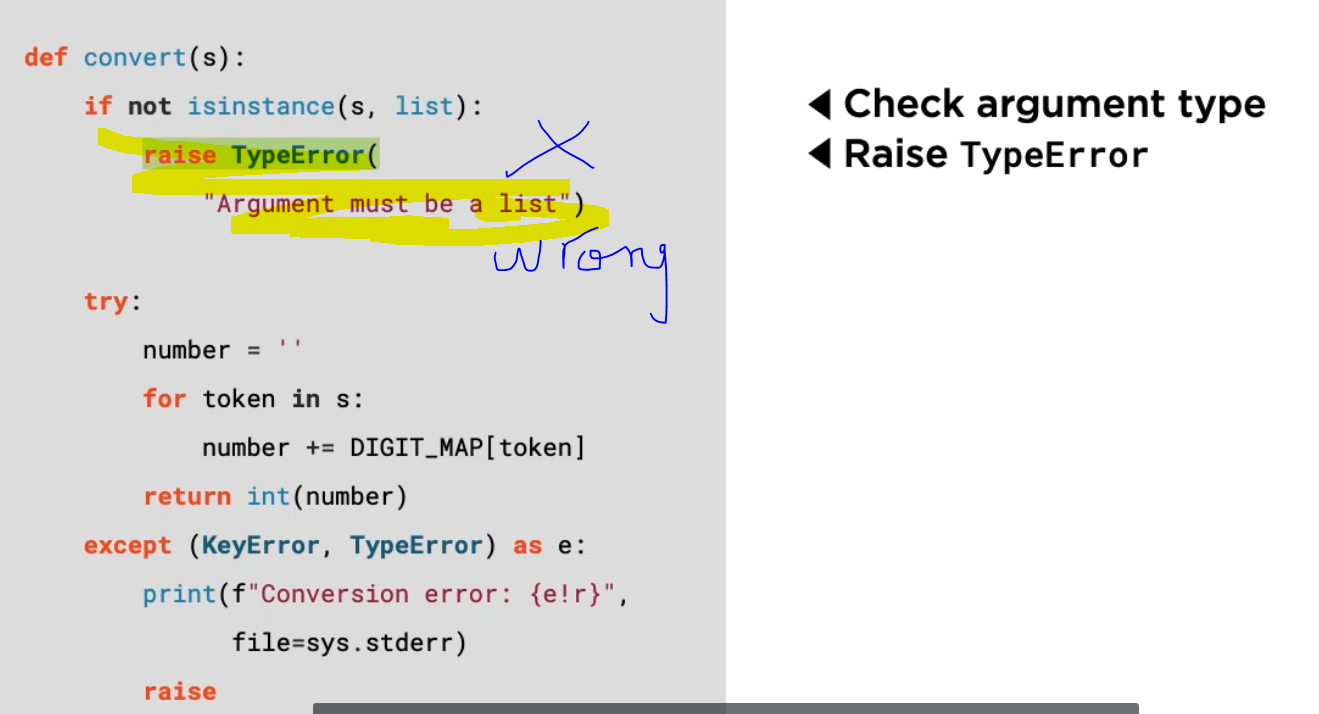 def convert(s):
if not isinstance(s, list):
raise TypeError(
"Argument must be a list")
wrong
try:
number = ''
for token in s:
number += DIGIT_MAP[token]
return int(number)
except (KeyError, TypeError) as e:
print(f"Conversion error: {e!r}",
file=sys.stderr)
raise
◀ Check argument type
◀ Raise TypeError